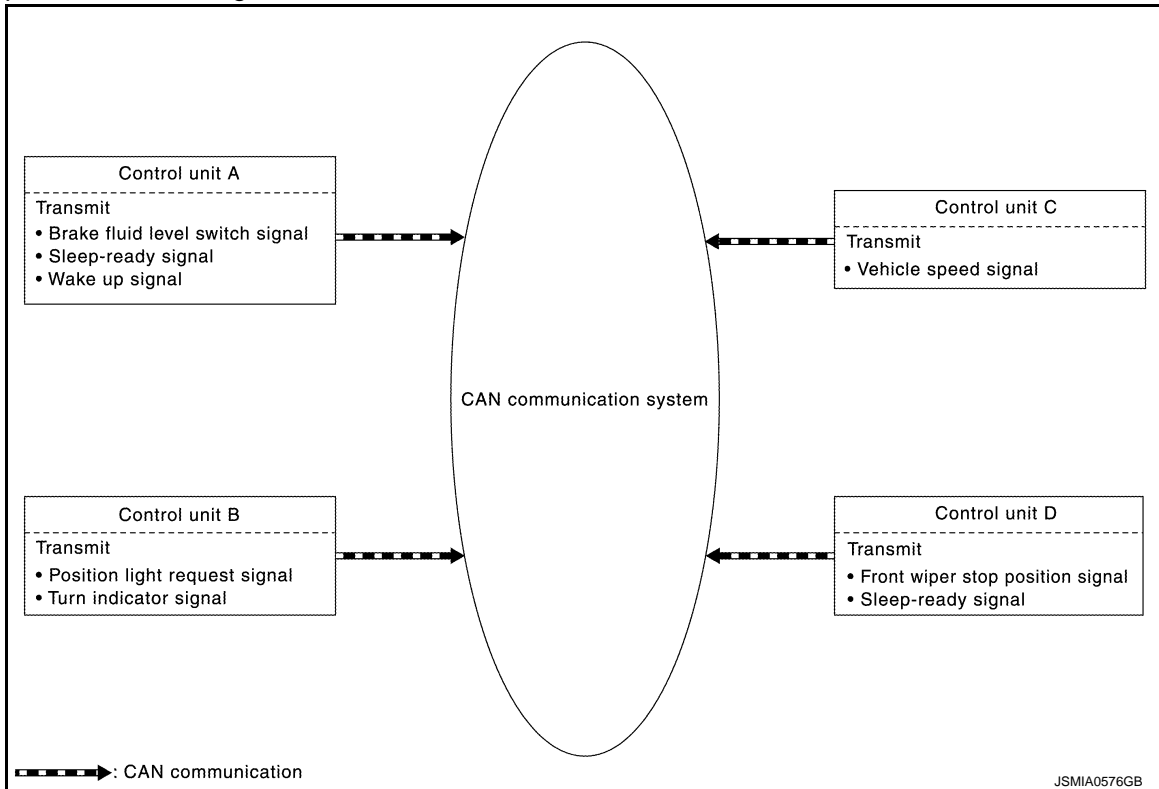 Control unit A
Transmit
• Brake fluid level switch signal
• Sleep-ready signal
• Wake up signal
Control unit C
Transmit
• Vehicle speed signal
CAN communication system
Control unit B
Transmit
• Position light request signal
• Turn indicator signal
Control unit D
Transmit
• Front wiper stop position signal
• Sleep-ready signal
: CAN communication
JSMIA0576GB